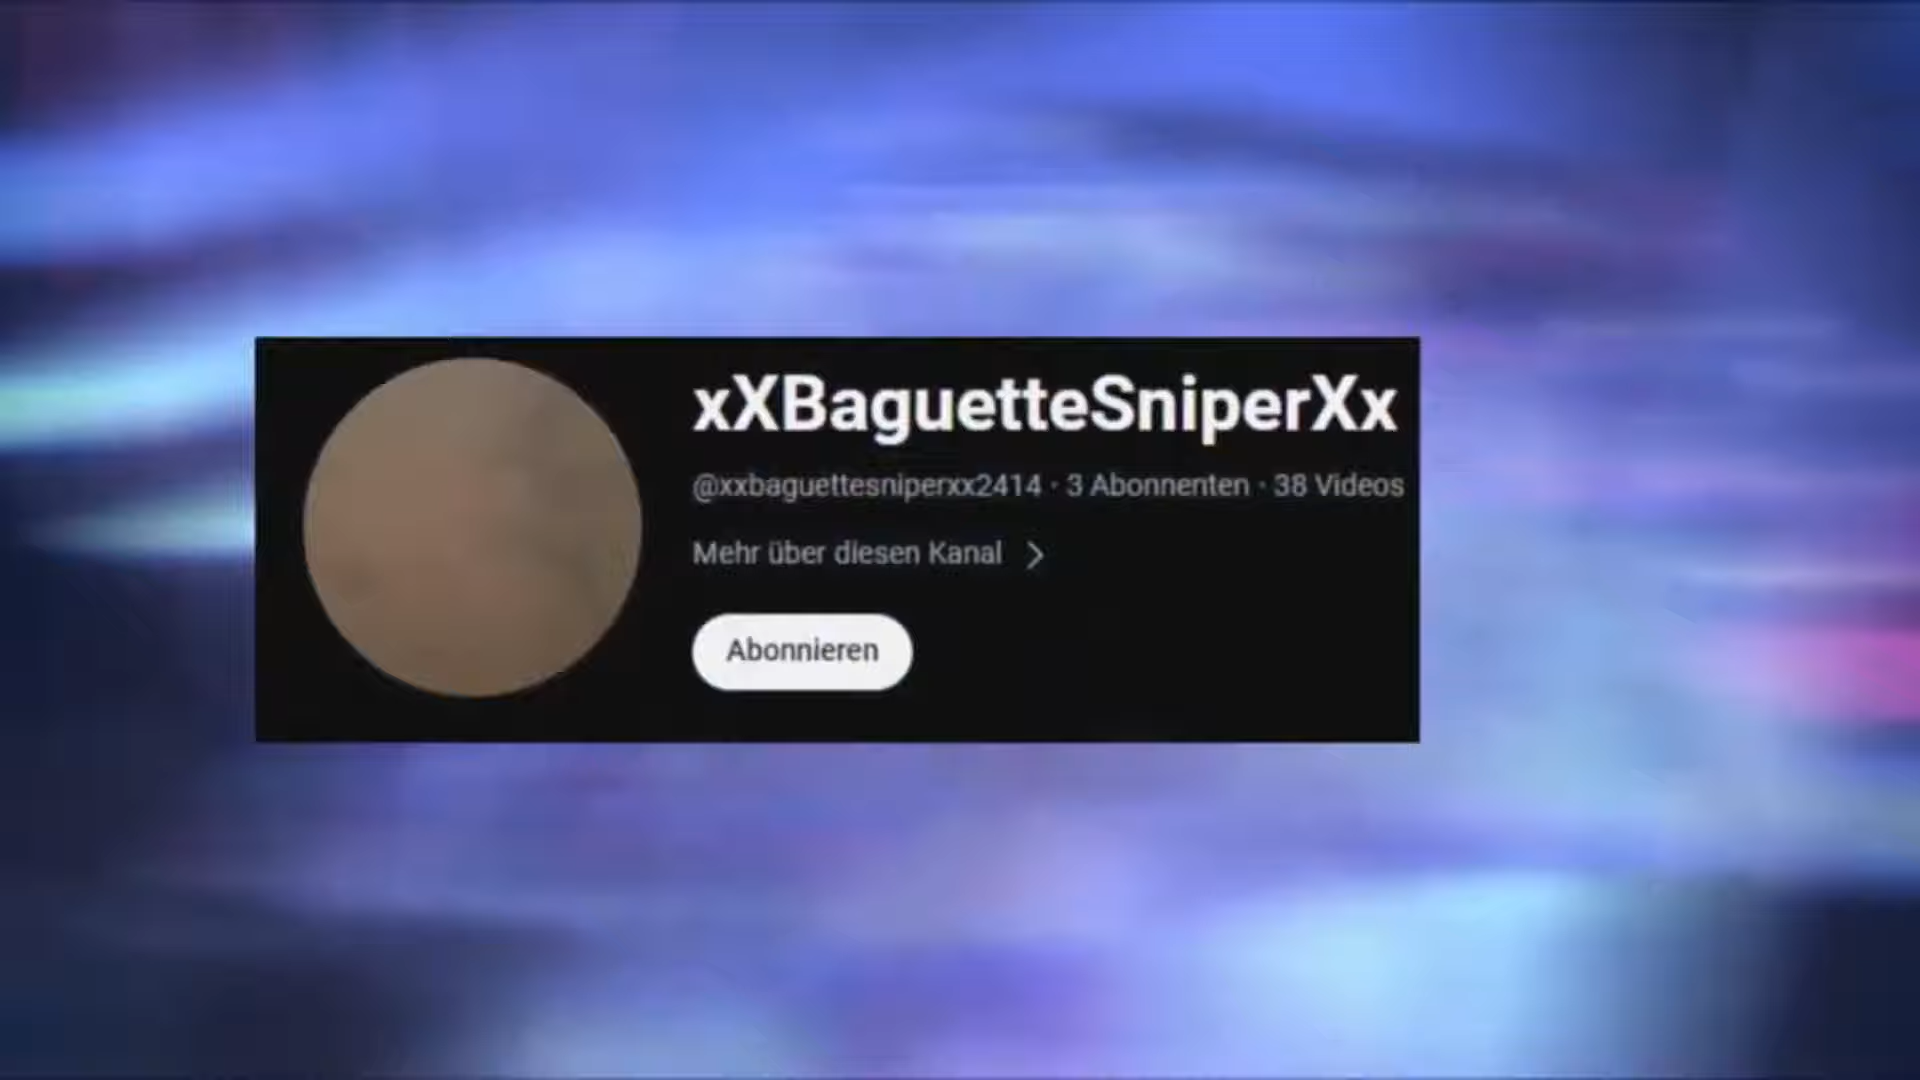 xXBaguetteSniperXx
@xxbaguettesniperxx2414 · 3 Abonnenten · 38 Videos
Mehr über diesen Kanal
Abonnieren